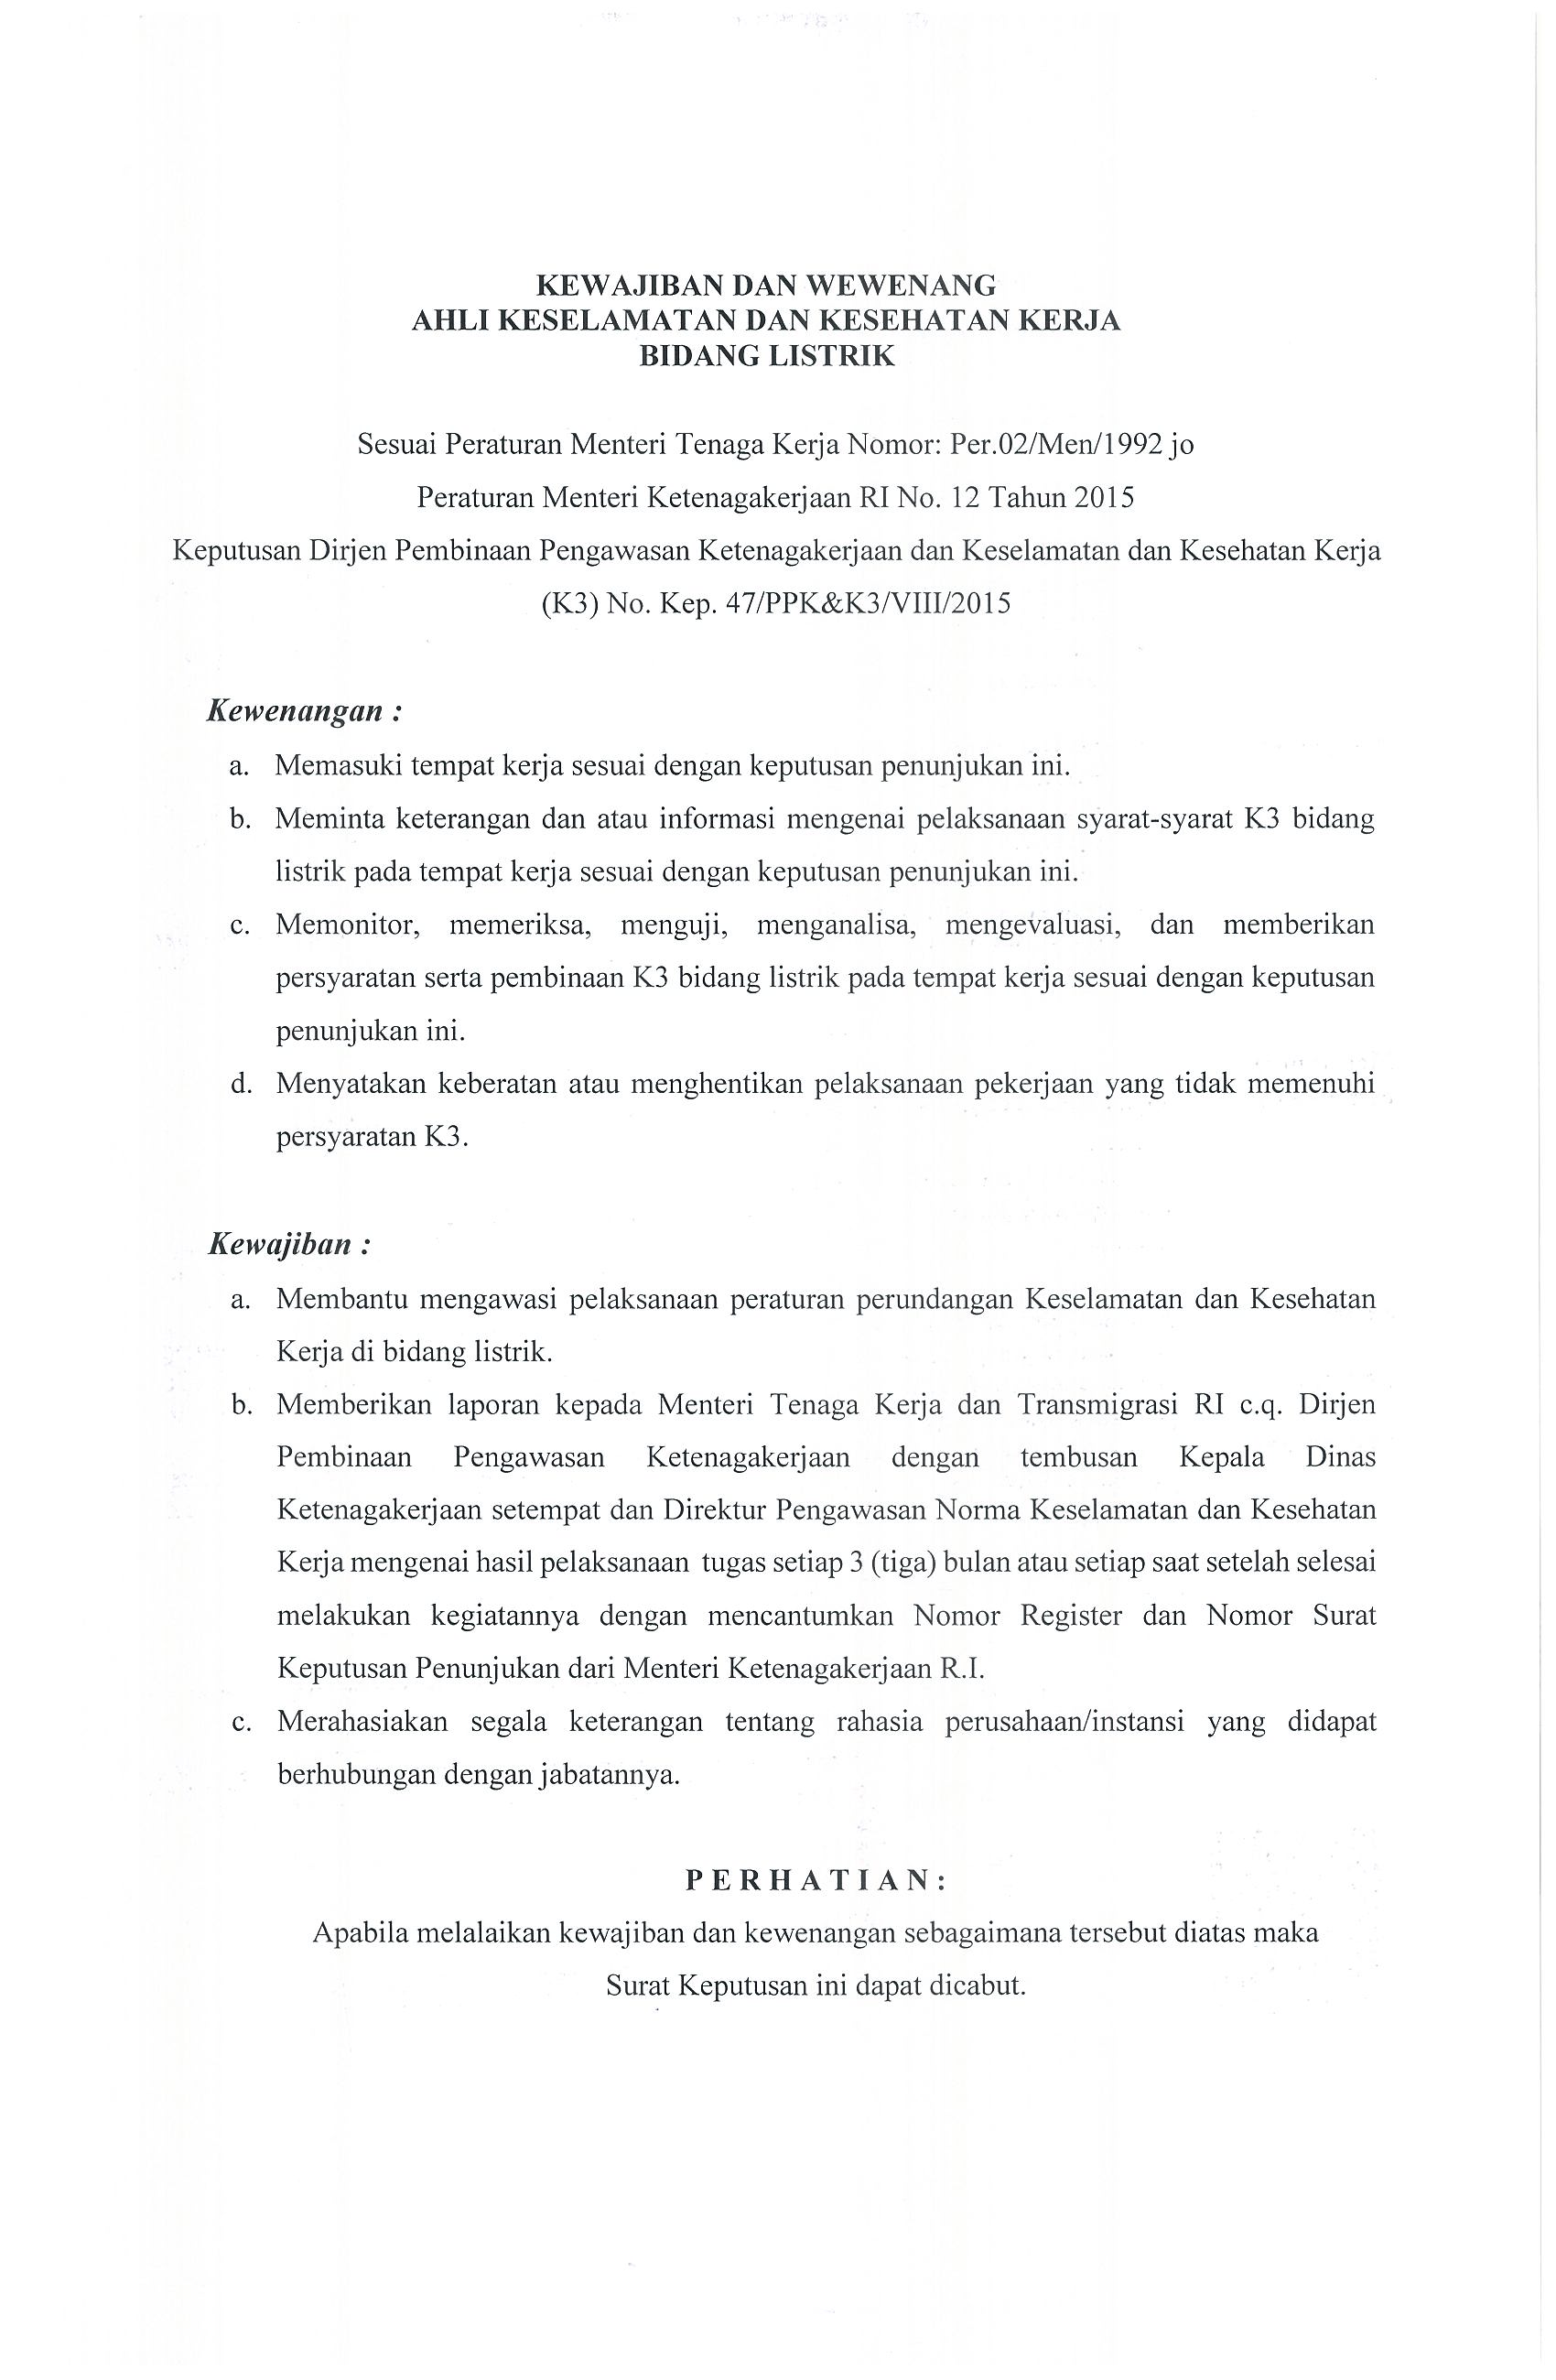 KEWAJIBAN DAN WEWENANG
AHLI KESELAMATAN DAN KESEHATAN KERJA
BIDANG LISTRIK
Sesuai Peraturan Menteri Tenaga Kerja Nomor: Per.02/Men/1992 jo
Peraturan Menteri Ketenagakerjaan RI No. 12 Tahun 2015
Keputusan Dirjen Pembinaan Pengawasan Ketenagakerjaan dan Keselamatan dan Kesehatan Kerja
(K3) No. Kep. 47/PPK&K3/VIII/2015
Kewenangan :
a. Memasuki tempat kerja sesuai dengan keputusan penunjukan ini.
b. Meminta keterangan dan atau informasi mengenai pelaksanaan syarat-syarat K3 bidang
listrik pada tempat kerja sesuai dengan keputusan penunjukan ini.
c. Memonitor, memeriksa, menguji, menganalisa, mengevaluasi, dan memberikan
persyaratan serta pembinaan K3 bidang listrik pada tempat kerja sesuai dengan keputusan
penunjukan ini.
d. Menyatakan keberatan atau menghentikan pelaksanaan pekerjaan yang tidak memenuhi
persyaratan K3.
Kewajiban :
a. Membantu mengawasi pelaksanaan peraturan perundangan Keselamatan dan Kesehatan
Kerja di bidang listrik.
b. Memberikan laporan kepada Menteri Tenaga Kerja dan Transmigrasi RI c.q. Dirjen
Pembinaan Pengawasan Ketenagakerjaan dengan tembusan Kepala Dinas
Ketenagakerjaan setempat dan Direktur Pengawasan Norma Keselamatan dan Kesehatan
Kerja mengenai hasil pelaksanaan tugas setiap 3 (tiga) bulan atau setiap saat setelah selesai
melakukan kegiatannya dengan mencantumkan Nomor Register dan Nomor Surat
Keputusan Penunjukan dari Menteri Ketenagakerjaan R.I.
c. Merahasiakan segala keterangan tentang rahasia perusahaan/instansi yang didapat
berhubungan dengan jabatannya.
P E R H A T I A N :
Apabila melalaikan kewajiban dan kewenangan sebagaimana tersebut diatas maka
Surat Keputusan ini dapat dicabut.